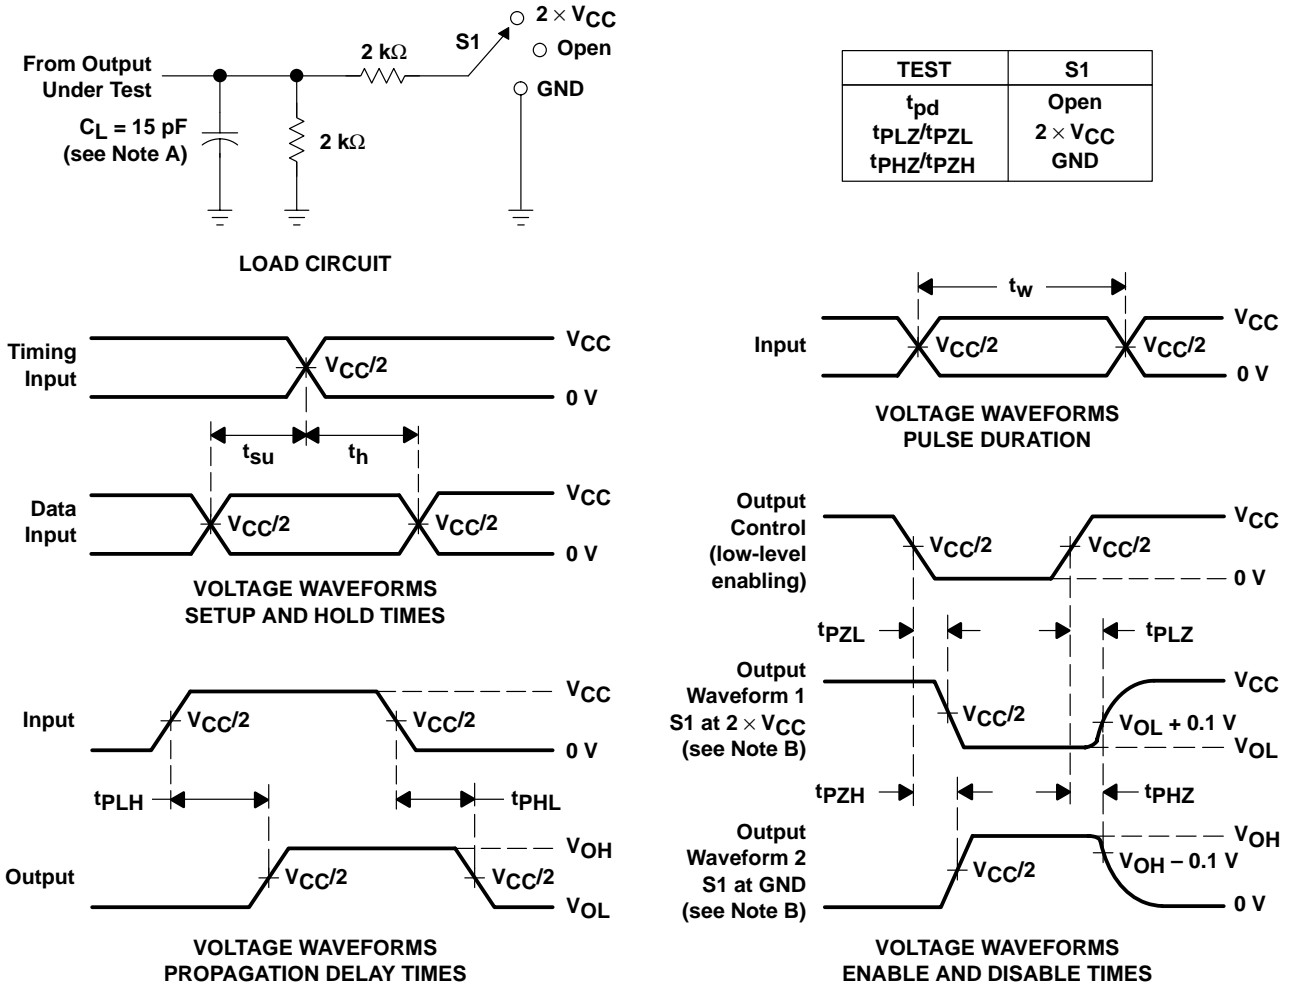 From Output
Under Test
CL = 15 pF
(see Note A)
2 kΩ
2 kΩ
S1
2 × VCC
Open
GND
LOAD CIRCUIT
TEST S1
tpd Open
tPLZ/tPZL 2 × VCC
tPHZ/tPZH GND
Timing
Input
VCC/2
VCC
0 V
tsu
th
Data
Input
VCC/2
VCC/2
VCC
0 V
VOLTAGE WAVEFORMS
SETUP AND HOLD TIMES
tw
Input
VCC/2
VCC/2
VCC
0 V
VOLTAGE WAVEFORMS
PULSE DURATION
Input
VCC/2
VCC/2
VCC
0 V
tPLH
tPHL
Output
VCC/2
VCC/2
VOH
VOL
VOLTAGE WAVEFORMS
PROPAGATION DELAY TIMES
Output
Control
(low-level
enabling)
VCC/2
VCC/2
VCC
0 V
tPZL
tPLZ
Output
Waveform 1
S1 at 2 × VCC
(see Note B)
VCC/2
VCC
VOL + 0.1 V
VOL
tPZH
tPHZ
Output
Waveform 2
S1 at GND
(see Note B)
VCC/2
VOH
VOH − 0.1 V
0 V
VOLTAGE WAVEFORMS
ENABLE AND DISABLE TIMES